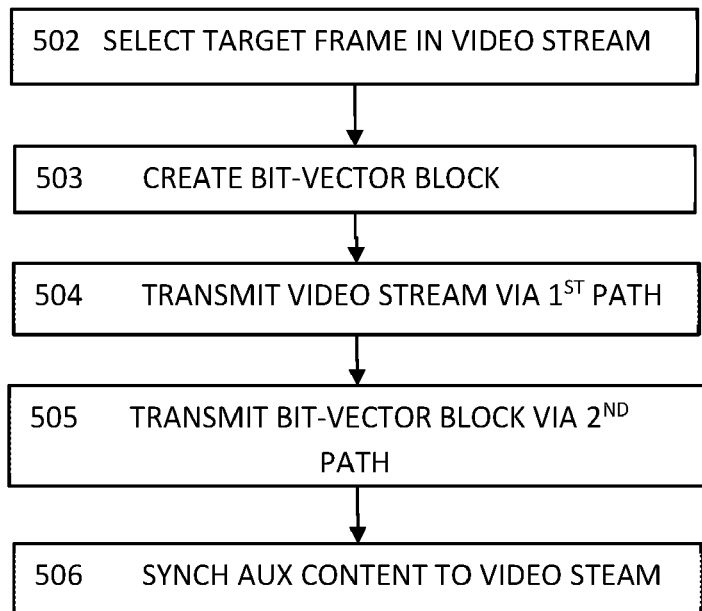 502 SELECT TARGET FRAME IN VIDEO STREAM
503 CREATE BIT-VECTOR BLOCK
504 TRANSMIT VIDEO STREAM VIA 1ST PATH
505 TRANSMIT BIT-VECTOR BLOCK VIA 2ND
PATH
506 SYNCH AUX CONTENT TO VIDEO STEAM